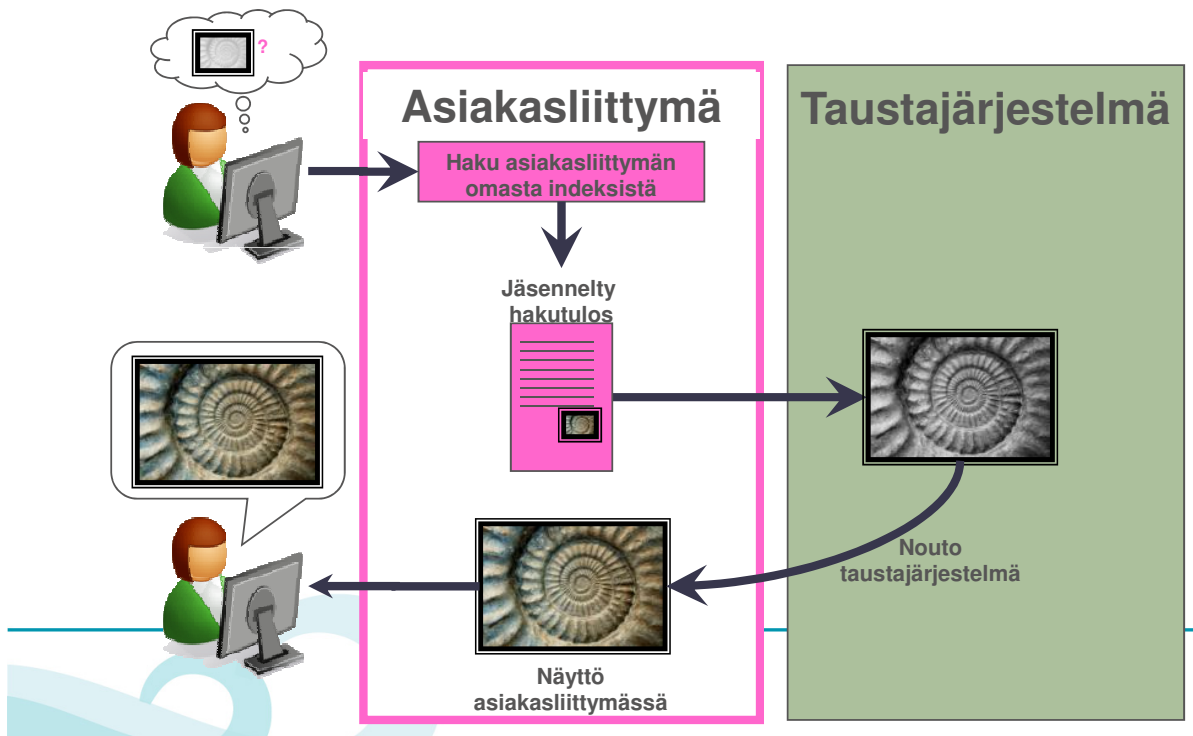 ?
Asiakasliittymä
Taustajärjestelmä
Haku asiakasliittymän
omasta indeksistä
Jäsennelty
hakutulos
Nouto
taustajärjestelmä
Näyttö
asiakasliittymässä